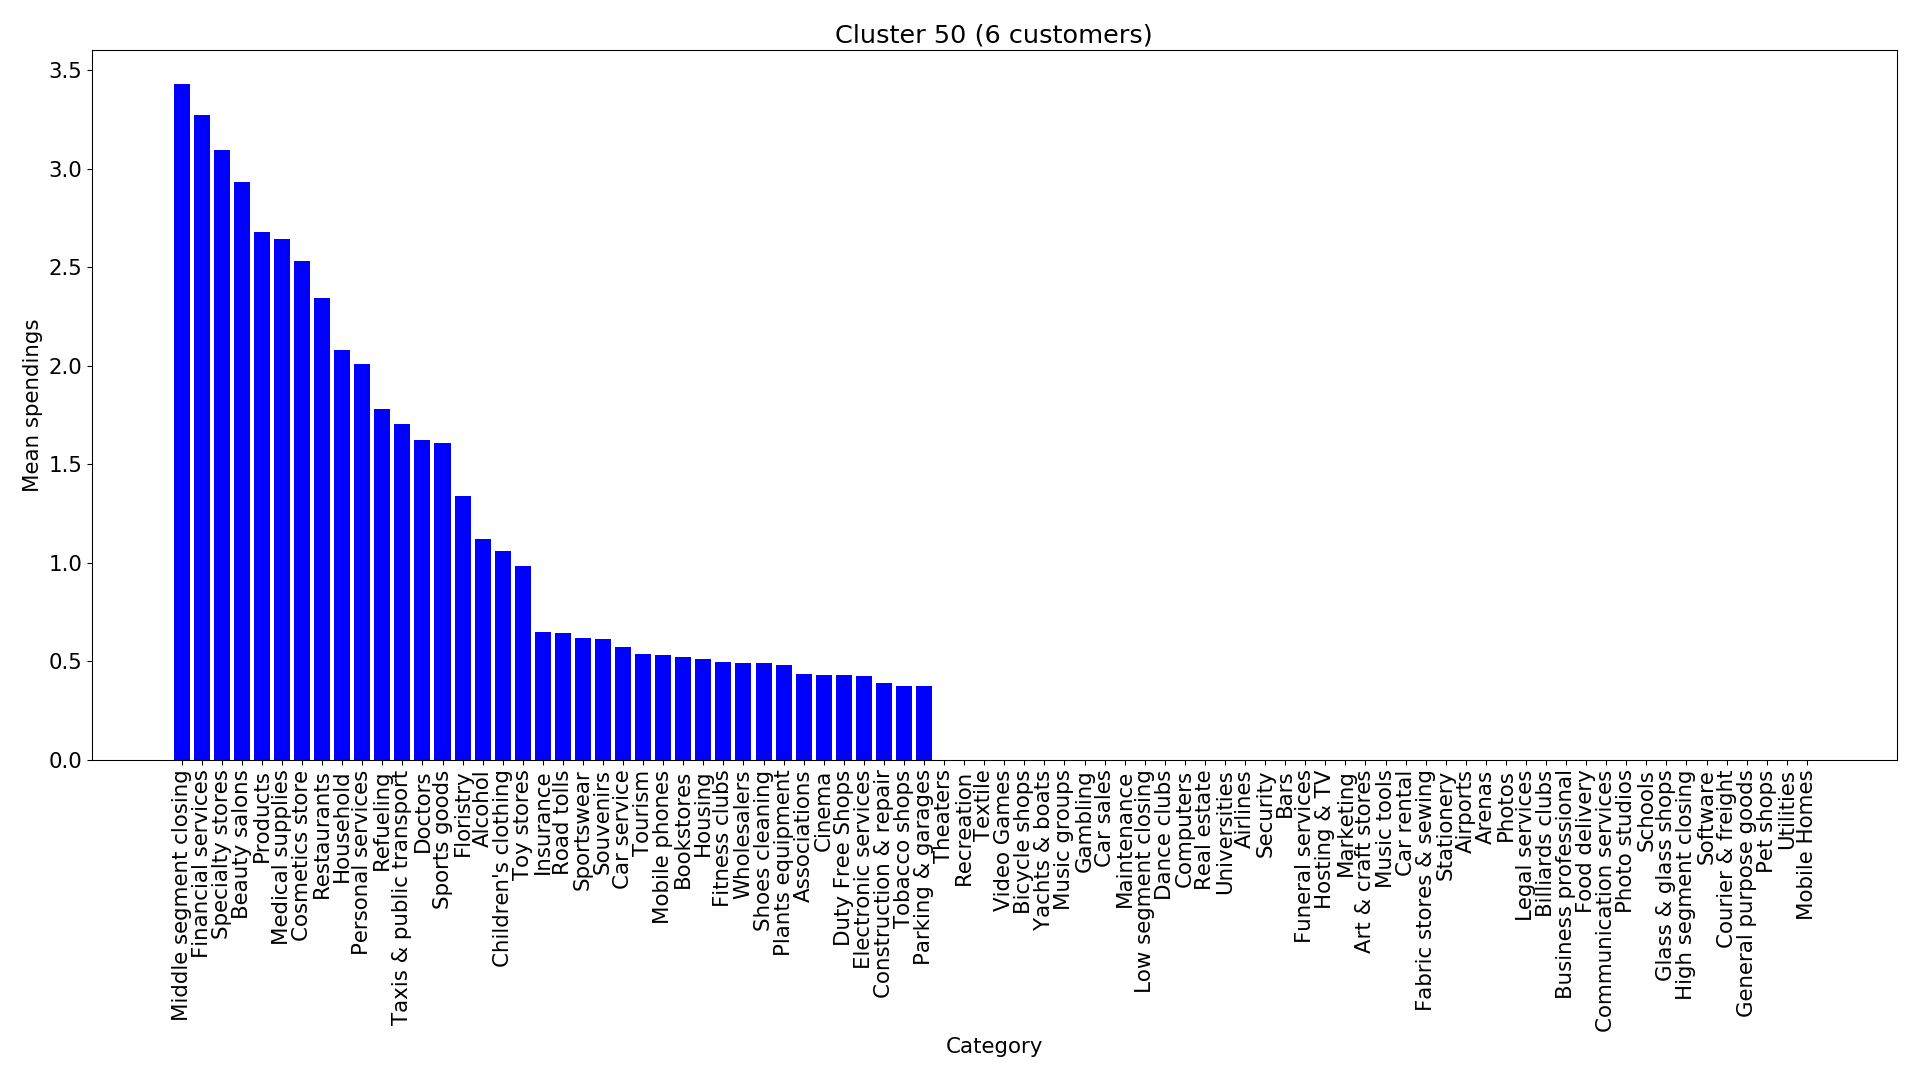 Cluster 50 (6 customers)
Mean spendings
3.5
3.0
2.5
2.0
1.5
1.0
0.5
0.0
Middle segment closing
Financial services
Specialty stores
Beauty salons
Products
Medical supplies
Cosmetics store
Restaurants
Household
Personal services
Refueling
Taxis & public transport
Doctors
Sports goods
Floristry
Alcohol
Children's clothing
Toy stores
Insurance
Road tolls
Sportswear
Souvenirs
Car service
Tourism
Mobile phones
Bookstores
Housing
Fitness clubs
Wholesalers
Shoes cleaning
Plants equipment
Associations
Cinema
Duty Free Shops
Electronic services
Construction & repair
Tobacco shops
Parking & garages
Theaters
Recreation
Textile
Video Games
Bicycle shops
Yachts & boats
Music groups
Gambling
Car sales
Maintenance
Low segment closing
Dance clubs
Computers
Real estate
Universities
Airlines
Security
Bars
Funeral services
Hosting & TV
Marketing
Art & craft stores
Music tools
Car rental
Fabric stores & sewing
Stationery
Airports
Arenas
Photos
Legal services
Billiards clubs
Business professional
Food delivery
Communication services
Photo studios
Schools
Glass & glass shops
High segment closing
Software
Courier & freight
General purpose goods
Pet shops
Utilities
Mobile Homes
Category